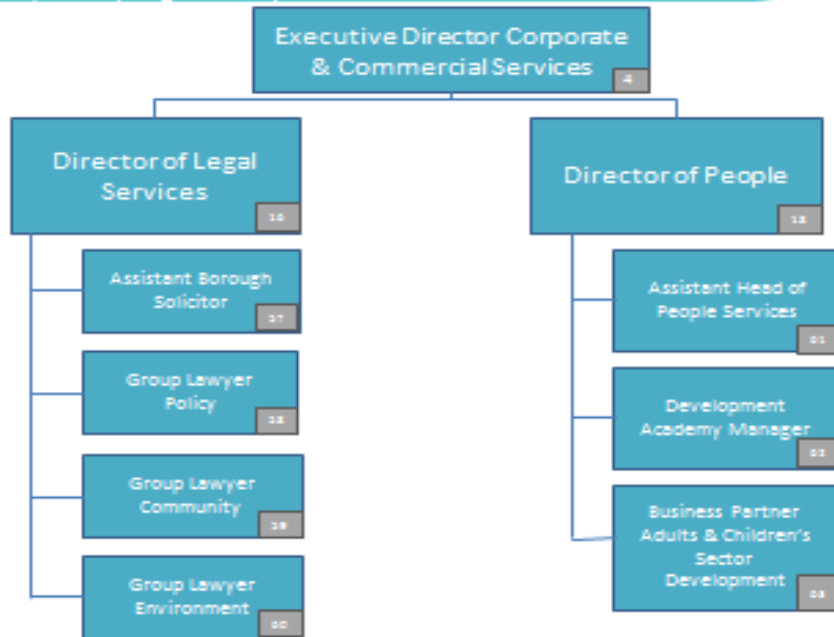 Executive Director Corporate
& Commercial Services
4
Director of Legal
Services
10
Director of People
Assistant Borough
Solicitor
Group Lawyer
Policy
Group Lawyer
Community
Group Lawyer
Environment
Assistant Head of
People Services
Development
Academy Manager
Business Partner
Adults & Children's
Sector
Development